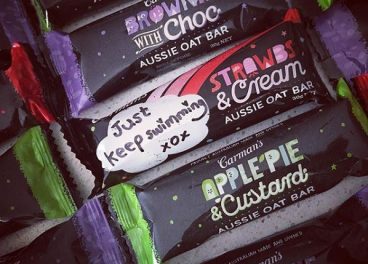 BROWNIE
WITH Choc
AUSSIE OAT BAR
STRAWBS
& Cream
AUSSIE OAT BAR
Just
keep swimming
xox
Carman's
APPLE PIE
& Custard
AUSSIE OAT BAR
Carman's